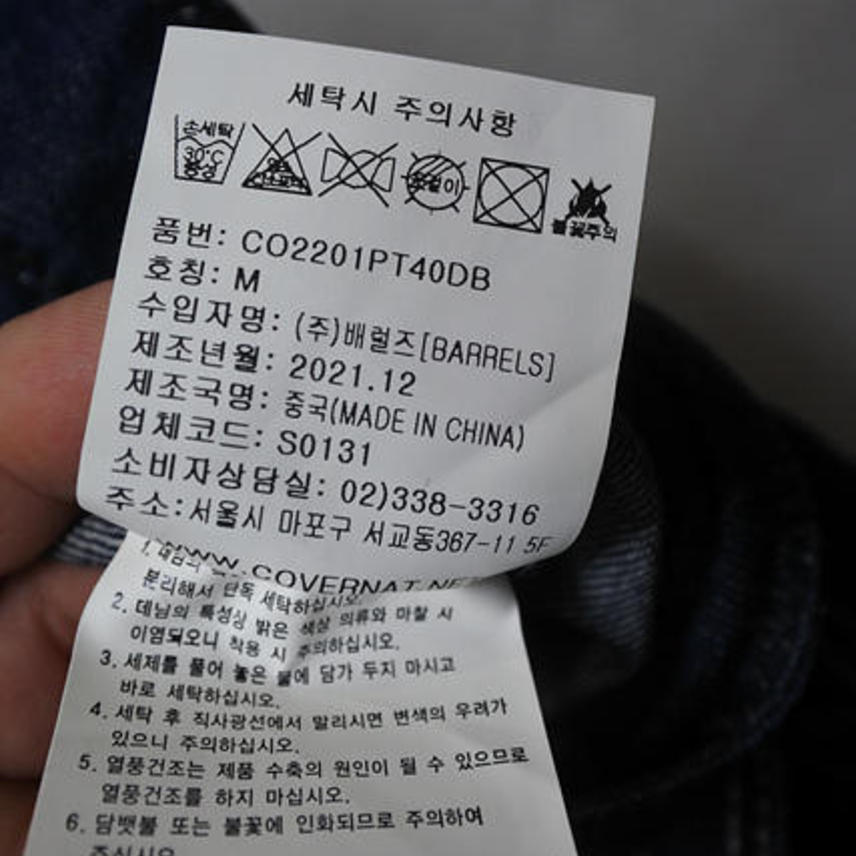 세탁시 주의사항
손세탁
30°C
중성
옷걸이
불꽃주의
품번: CO2201PT40DB
호칭: M
수입자명: (주)배럴즈[BARRELS]
제조년월: 2021.12
제조국명: 중국(MADE IN CHINA)
업체코드: S0131
소비자상담실: 02)338-3316
주소:서울시 마포구 서교동367-11 5F
WWW.COVERNAT.NET
분리해서 단독 세탁하십시오.
2. 데님의 특성상 밝은 색상 의류와 마찰 시
이염되오니 착용 시 주의하십시오.
3. 세제를 풀어 놓은 물에 담가 두지 마시고
바로 세탁하십시오.
4. 세탁 후 직사광선에서 말리시면 변색의 우려가
있으니 주의하십시오.
5. 열풍건조는 제품 수축의 원인이 될 수 있으므로
열풍건조를 하지 마십시오.
6. 담뱃불 또는 불꽃에 인화되므로 주의하여
주십시오